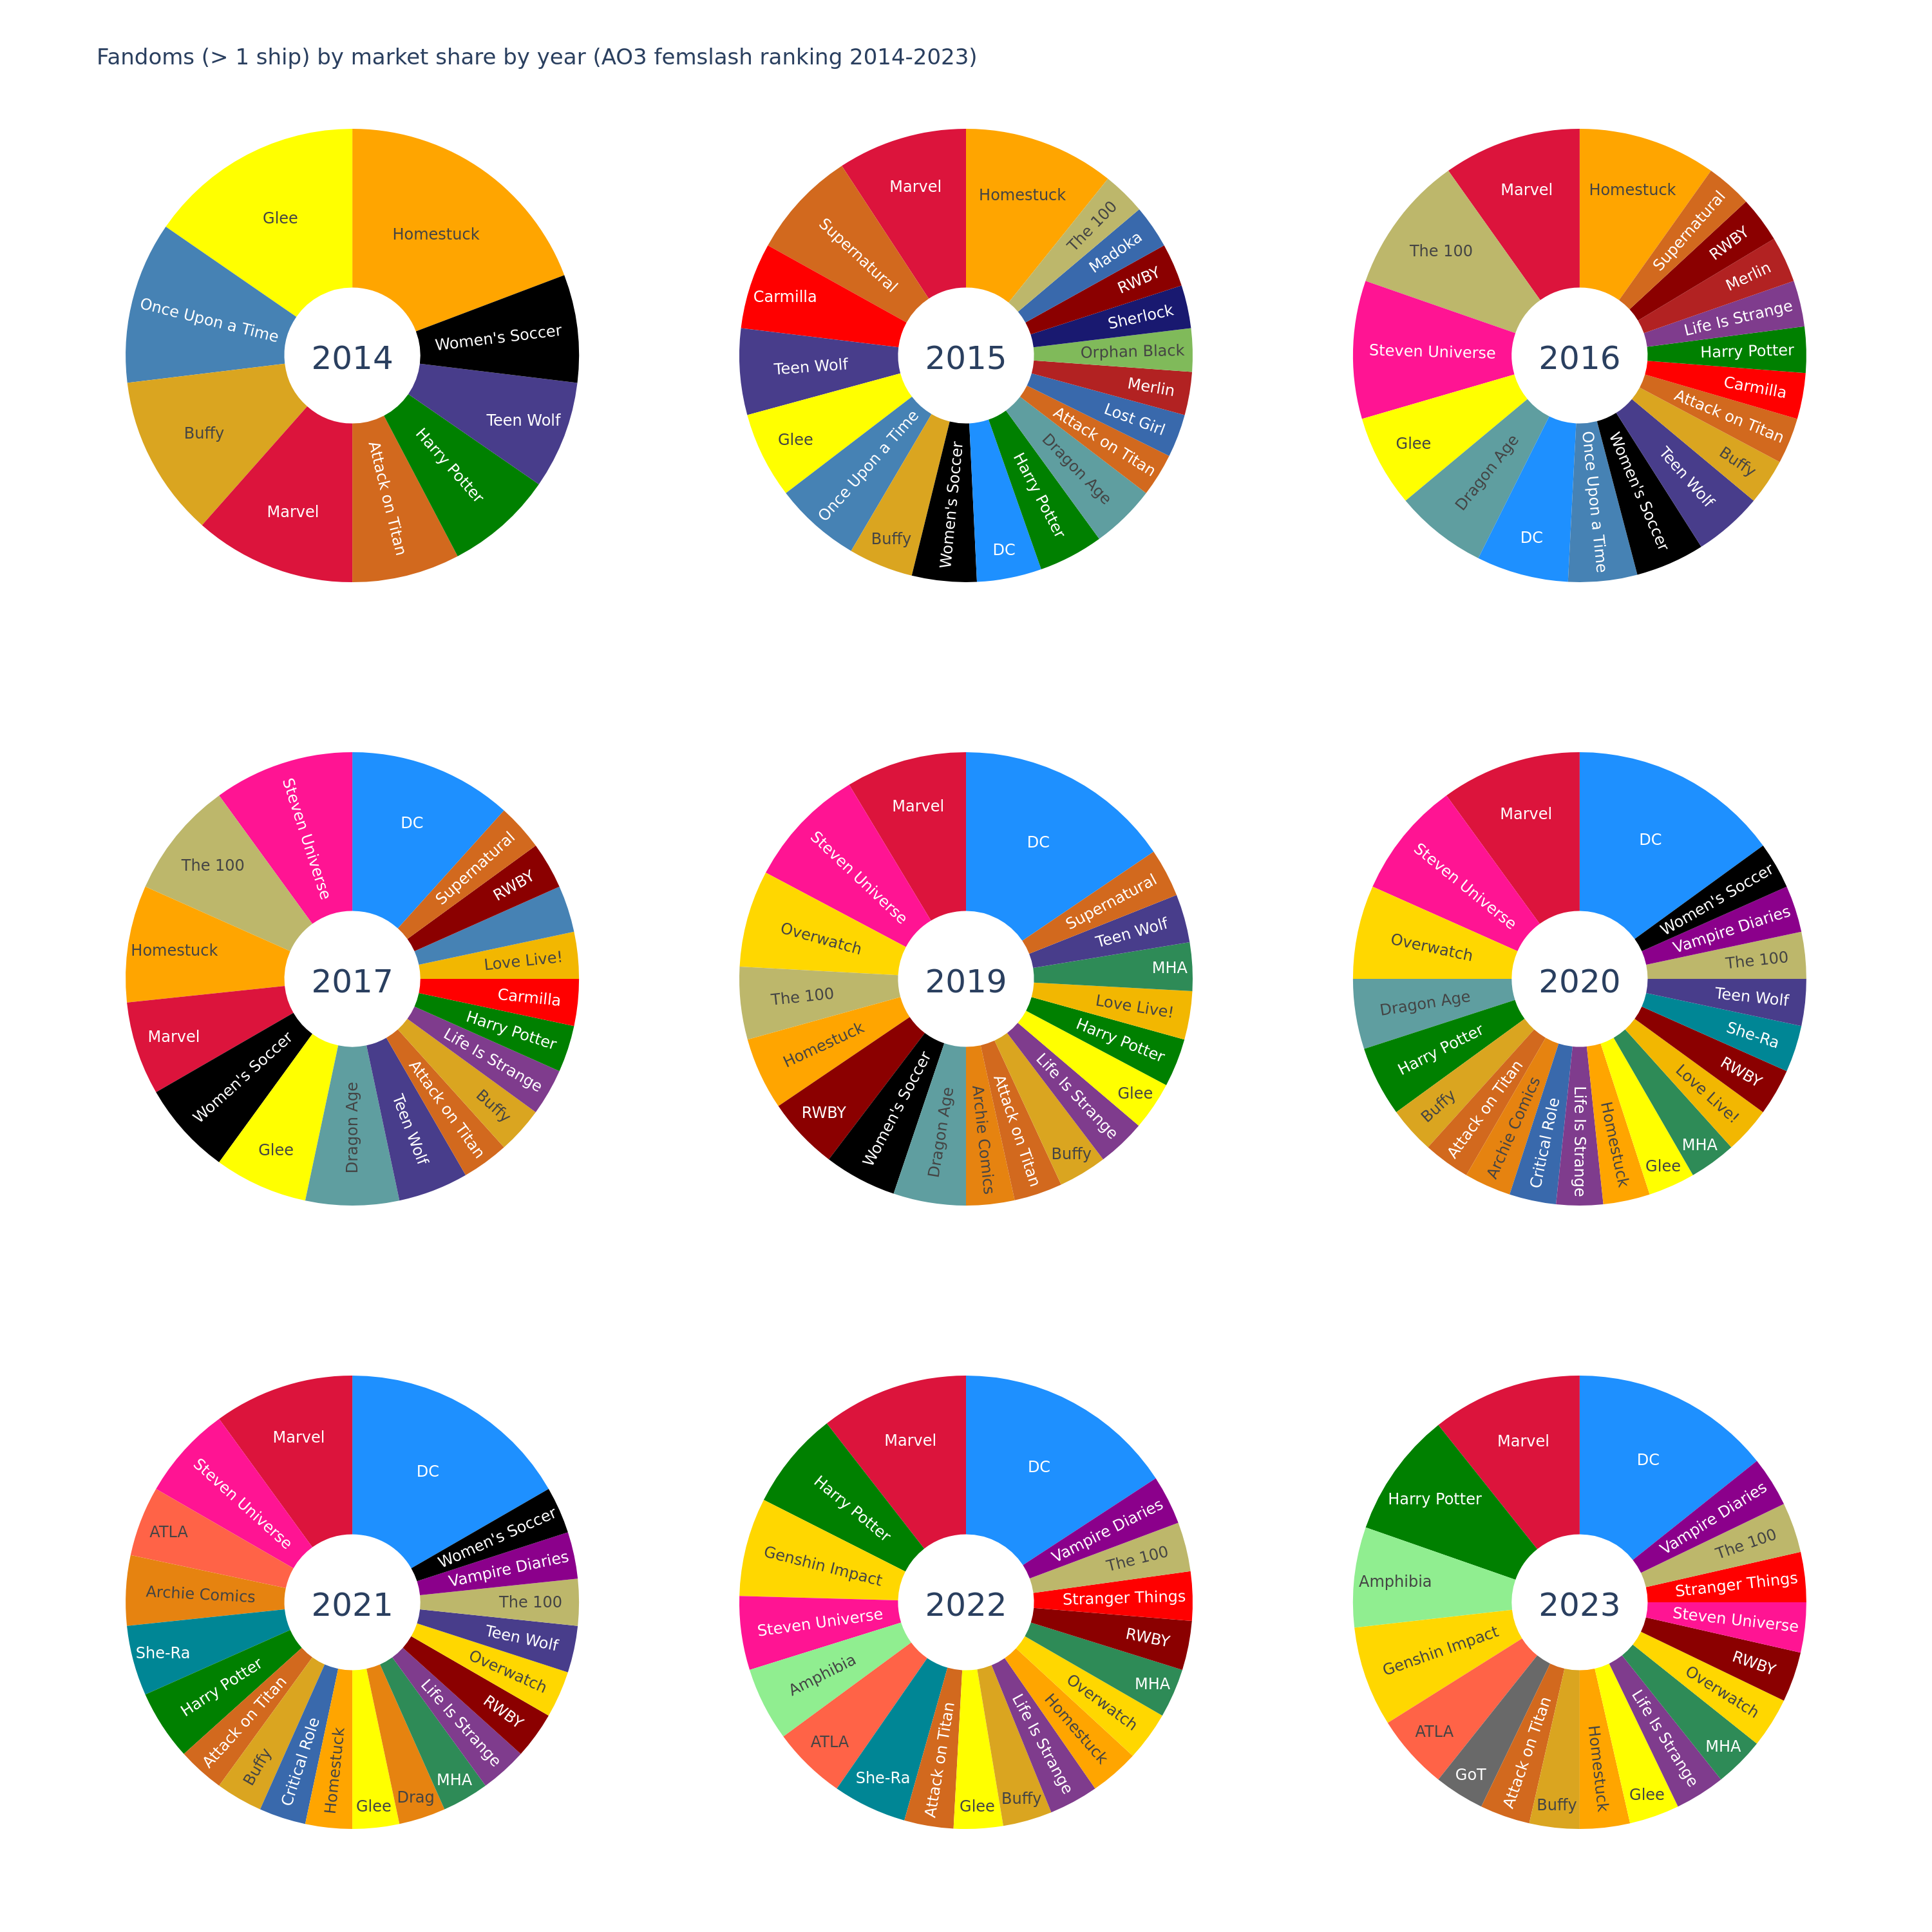 Fandoms (> 1 ship) by market share by year (AO3 femslash ranking 2014-2023)
2014
Homestuck
Women's Soccer
Teen Wolf
Harry Potter
Attack on Titan
Marvel
Buffy
Once Upon a Time
Glee
2015
Homestuck
The 100
Madoka
RWBY
Sherlock
Orphan Black
Merlin
Lost Girl
Attack on Titan
Dragon Age
Harry Potter
DC
Women's Soccer
Buffy
Once Upon a Time
Glee
Teen Wolf
Carmilla
Supernatural
Marvel
2016
Homestuck
Supernatural
RWBY
Merlin
Life Is Strange
Harry Potter
Carmilla
Attack on Titan
Buffy
Teen Wolf
Women's Soccer
Once Upon a Time
DC
Dragon Age
Glee
Steven Universe
The 100
Marvel
2017
DC
Supernatural
RWBY
Love Live!
Carmilla
Harry Potter
Life Is Strange
Buffy
Attack on Titan
Teen Wolf
Dragon Age
Glee
Women's Soccer
Marvel
Homestuck
The 100
Steven Universe
2019
DC
Supernatural
Teen Wolf
MHA
Love Live!
Harry Potter
Glee
Life Is Strange
Buffy
Attack on Titan
Archie Comics
Dragon Age
Women's Soccer
RWBY
Homestuck
The 100
Overwatch
Steven Universe
Marvel
2020
DC
Women's Soccer
Vampire Diaries
The 100
Teen Wolf
She-Ra
RWBY
Love Live!
MHA
Glee
Homestuck
Life Is Strange
Critical Role
Archie Comics
Attack on Titan
Buffy
Harry Potter
Dragon Age
Overwatch
Steven Universe
Marvel
2021
DC
Women's Soccer
Vampire Diaries
The 100
Teen Wolf
Overwatch
RWBY
Life Is Strange
MHA
Drag
Glee
Homestuck
Critical Role
Buffy
Attack on Titan
Harry Potter
She-Ra
Archie Comics
ATLA
Steven Universe
Marvel
2022
DC
Vampire Diaries
The 100
Stranger Things
RWBY
MHA
Overwatch
Homestuck
Life Is Strange
Buffy
Glee
Attack on Titan
She-Ra
ATLA
Amphibia
Steven Universe
Genshin Impact
Harry Potter
Marvel
2023
DC
Vampire Diaries
The 100
Stranger Things
Steven Universe
RWBY
Overwatch
MHA
Life Is Strange
Glee
Homestuck
Buffy
Attack on Titan
GoT
ATLA
Genshin Impact
Amphibia
Harry Potter
Marvel